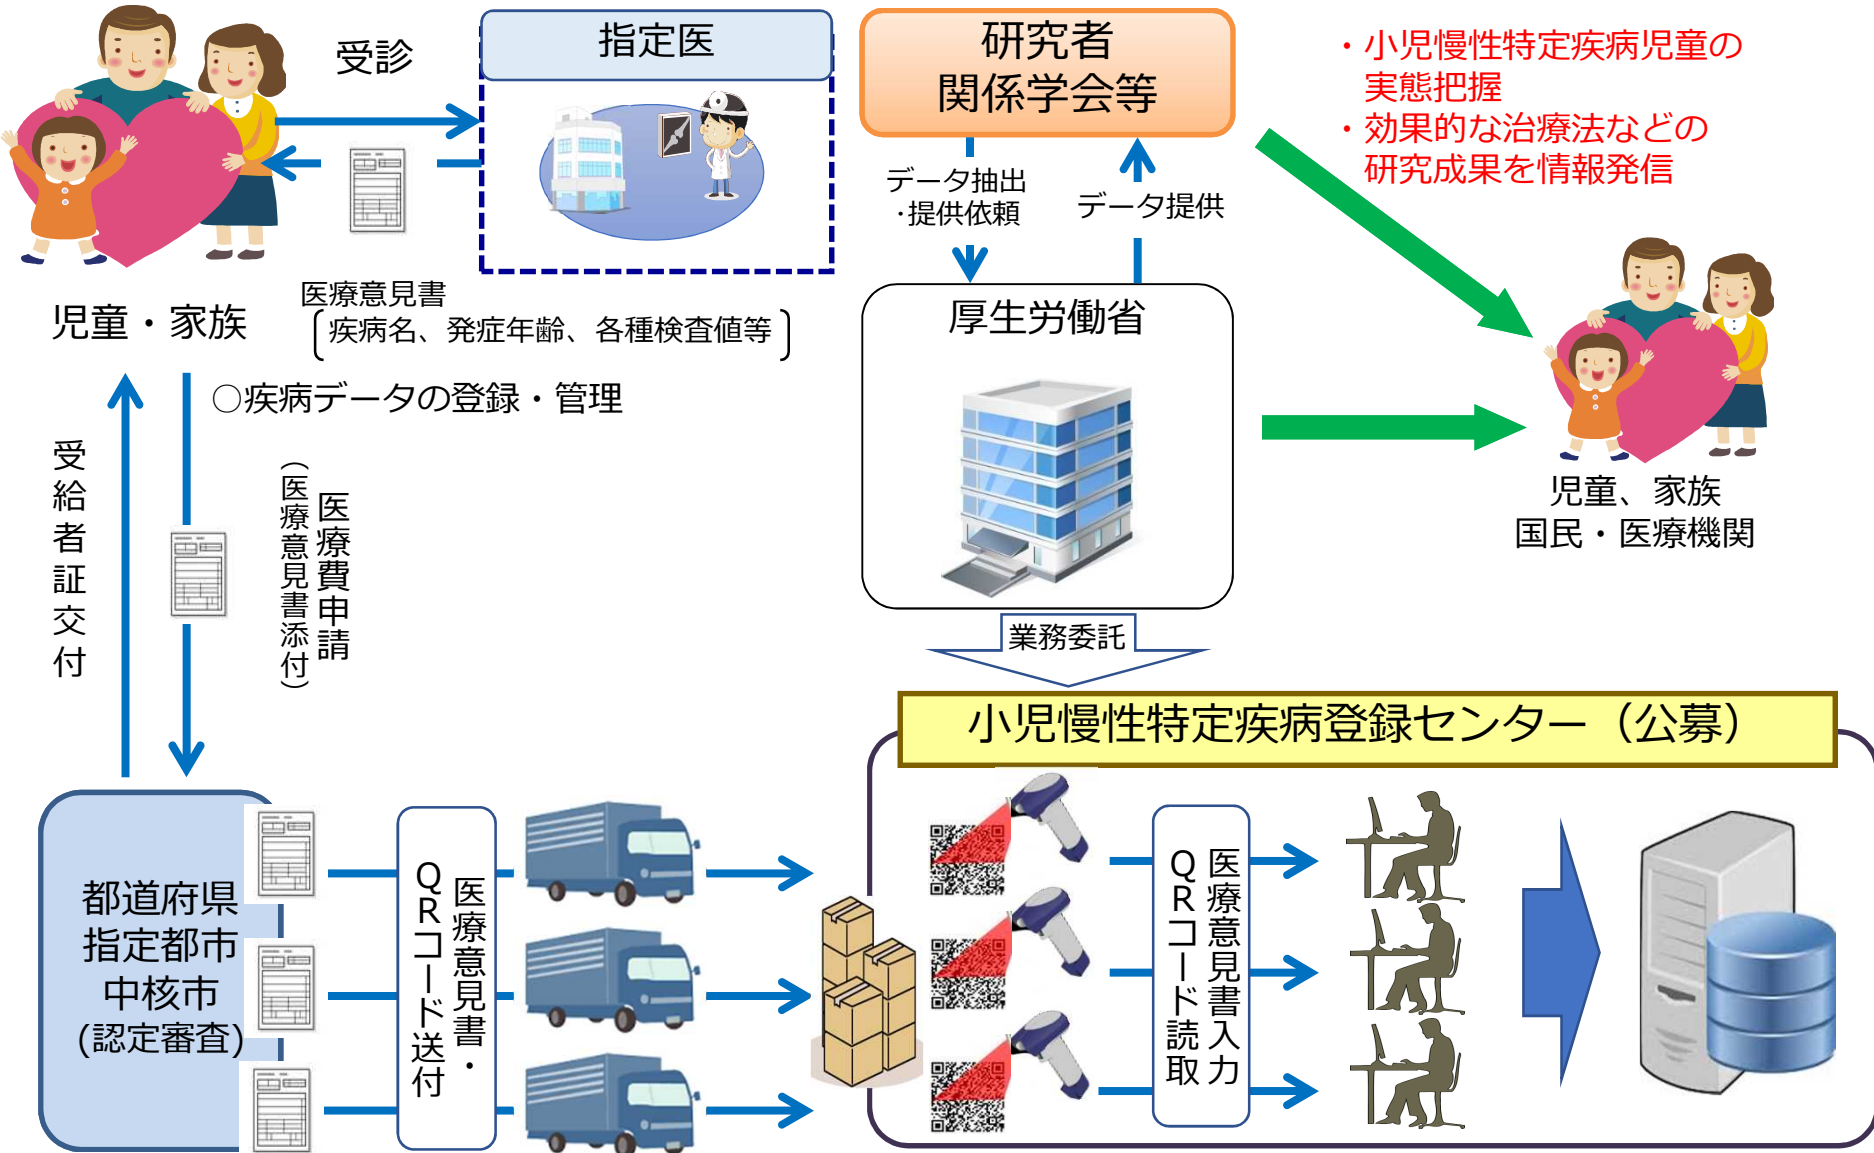 受診
指定医
研究者
関係学会等
・小児慢性特定疾病児童の
実態把握
・効果的な治療法などの
研究成果を情報発信
データ抽出
・提供依頼
データ提供
児童・家族
医療意見書
疾病名、発症年齢、各種検査値等
厚生労働省
○疾病データの登録・管理
受給者証交付
医療費申請
(医療意見書添付)
児童、家族
国民・医療機関
業務委託
小児慢性特定疾病登録センター（公募）
都道府県
指定都市
中核市
(認定審査)
医療意見書・
QRコード送付
医療意見書入力
QRコード読取